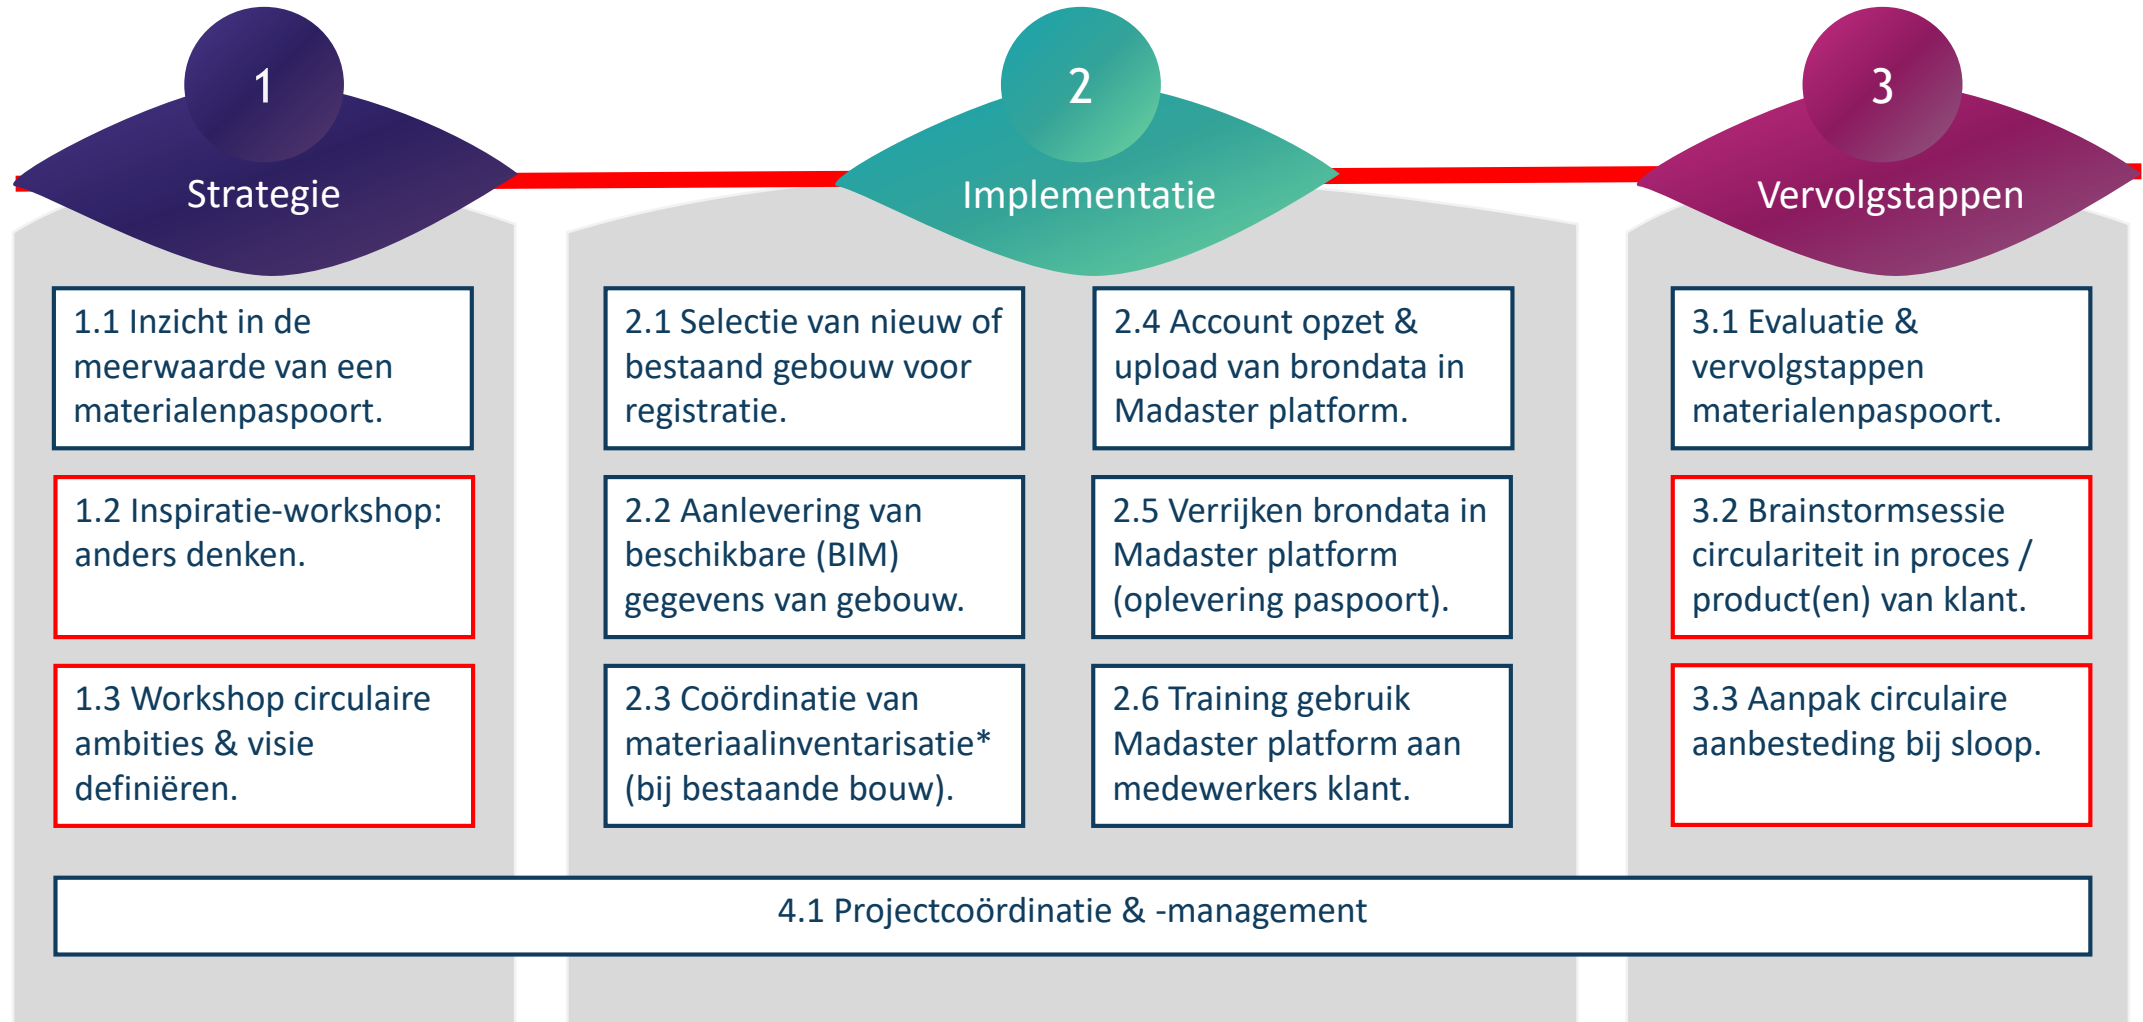 1
Strategie
1.1 Inzicht in de
meerwaarde van een
materialenpaspoort.
1.2 Inspiratie-workshop:
anders denken.
1.3 Workshop circulaire
ambities & visie
definiëren.
2
Implementatie
2.1 Selectie van nieuw of
bestaand gebouw voor
registratie.
2.2 Aanlevering van
beschikbare (BIM)
gegevens van gebouw.
2.3 Coördinatie van
materiaalinventarisatie*
(bij bestaande bouw).
2.4 Account opzet &
upload van brondata in
Madaster platform.
2.5 Verrijken brondata in
Madaster platform
(oplevering paspoort).
2.6 Training gebruik
Madaster platform aan
medewerkers klant.
3
Vervolgstappen
3.1 Evaluatie &
vervolgstappen
materialenpaspoort.
3.2 Brainstormsessie
circulariteit in proces /
product(en) van klant.
3.3 Aanpak circulaire
aanbesteding bij sloop.
4.1 Projectcoördinatie & -management